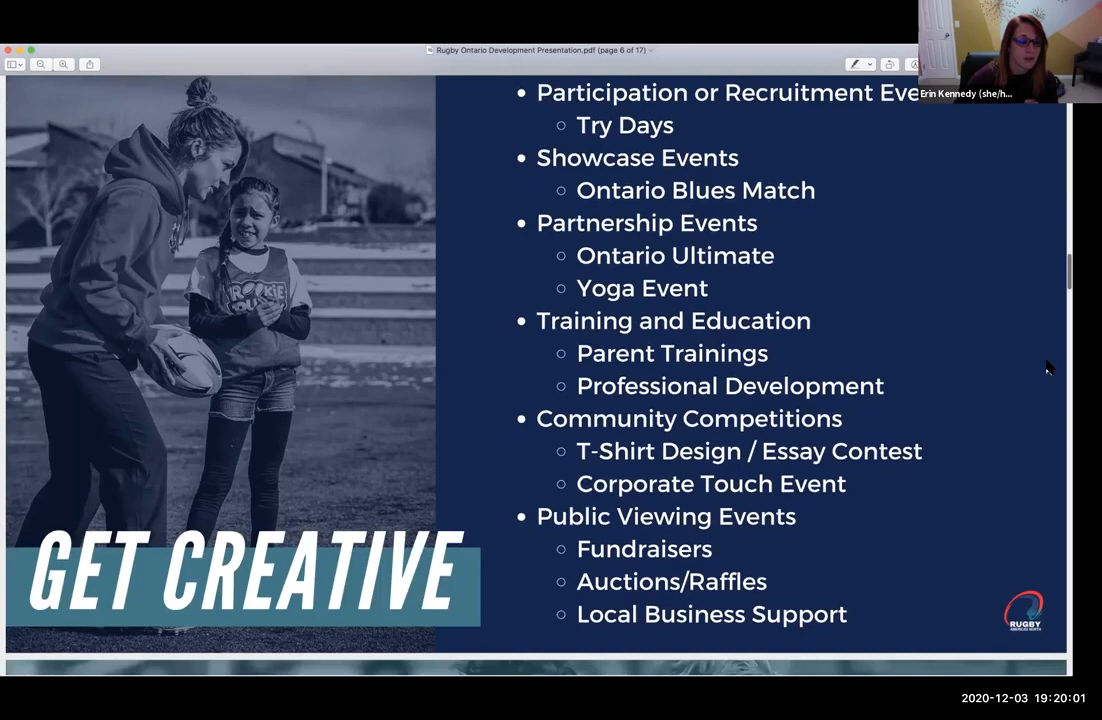 Rugby Ontario Development Presentation.pdf (page 6 of 17)
Erin Kennedy (she/h...
• Participation or Recruitment Eve
○ Try Days
• Showcase Events
○ Ontario Blues Match
• Partnership Events
○ Ontario Ultimate
○ Yoga Event
• Training and Education
○ Parent Trainings
○ Professional Development
• Community Competitions
○ T-Shirt Design / Essay Contest
○ Corporate Touch Event
• Public Viewing Events
○ Fundraisers
○ Auctions/Raffles
○ Local Business Support
GET CREATIVE
RUGBY
AMERICAS NORTH
2020-12-03 19:20:01